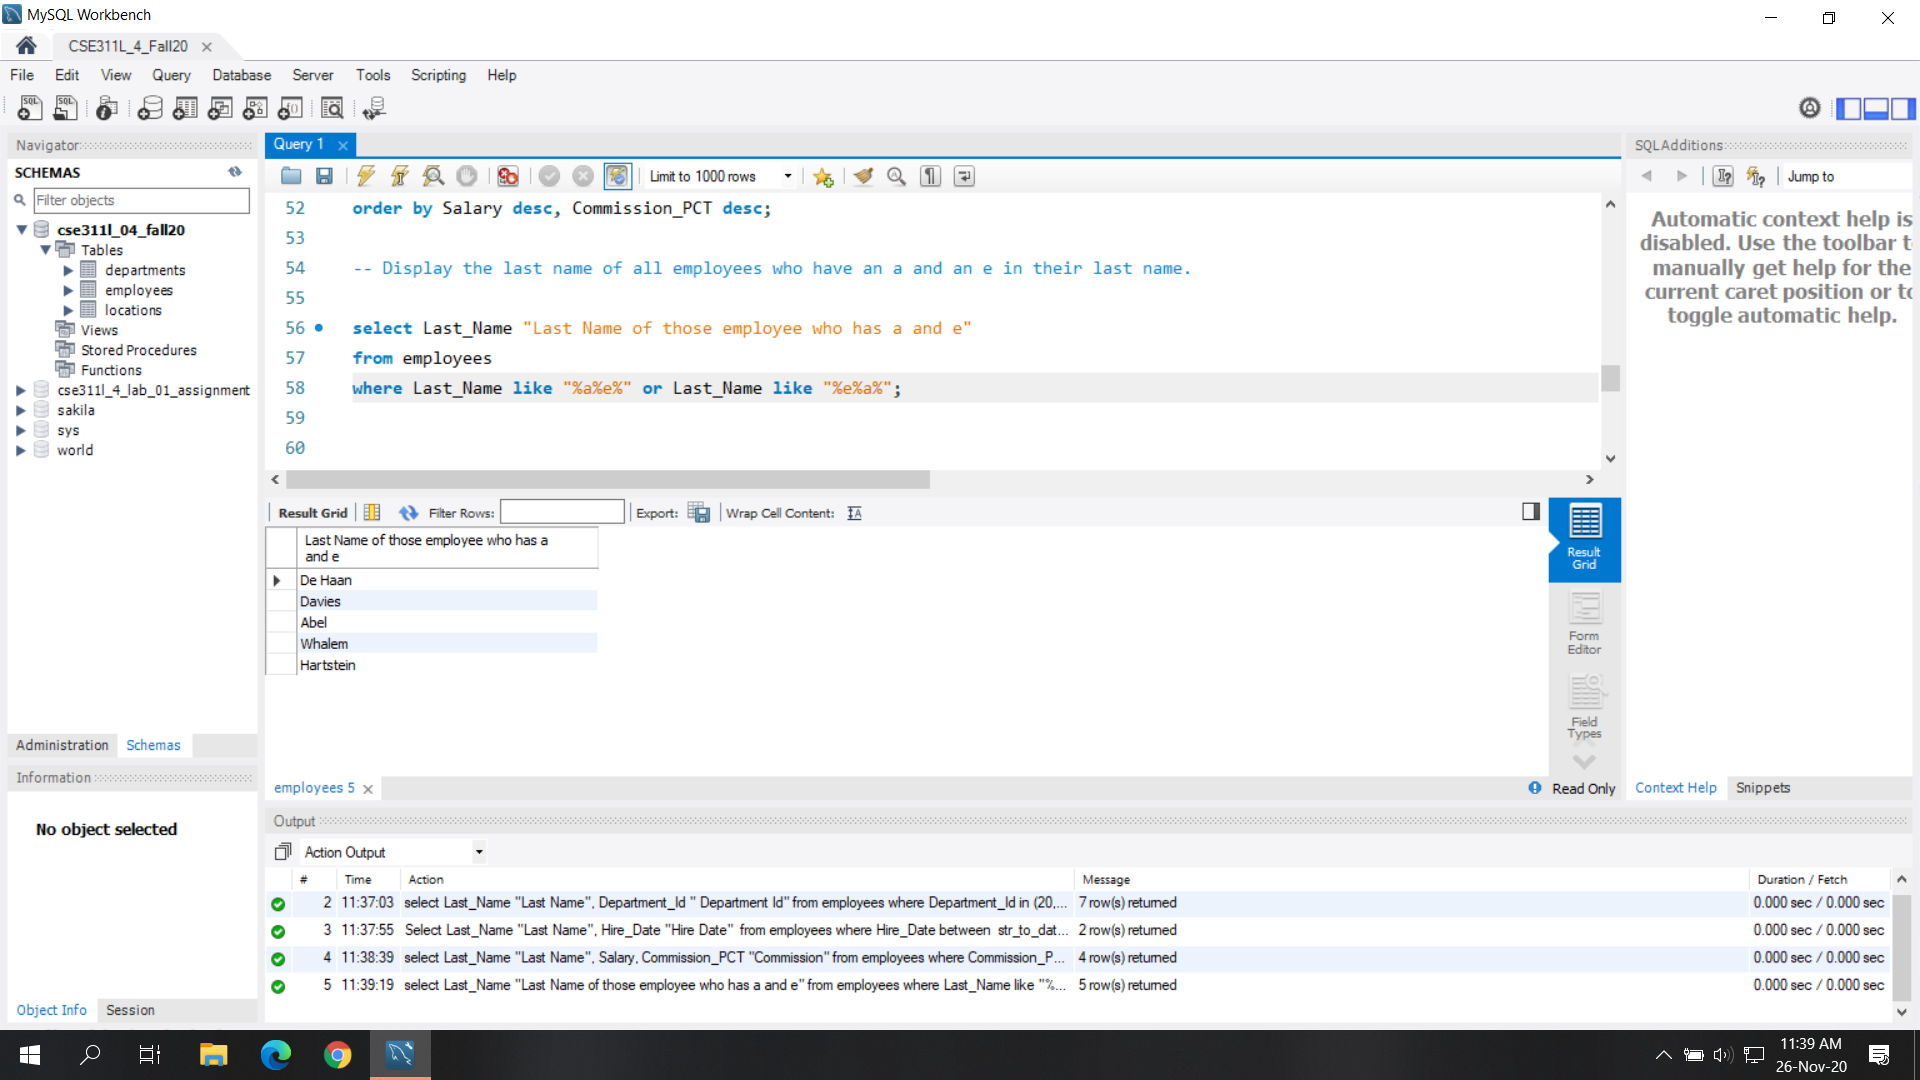 MySQL Workbench
CSE311L_4_Fall20
File Edit View Query Database Server Tools Scripting Help
Navigator
SCHEMAS
Filter objects
cse311l_04_fall20
Tables
departments
employees
locations
Views
Stored Procedures
Functions
cse311l_4_lab_01_assignment
sakila
sys
world
Administration Schemas
Information
No object selected
Object Info Session
Query 1
Limit to 1000 rows
52 order by Salary desc, Commission_PCT desc;
53
54 -- Display the last name of all employees who have an a and an e in their last name.
55
56 select Last_Name "Last Name of those employee who has a and e"
57 from employees
58 where Last_Name like "%a%e%" or Last_Name like "%e%a%";
59
60
Result Grid Filter Rows: Export: Wrap Cell Content:
Last Name of those employee who has a
and e
De Haan
Davies
Abel
Whalem
Hartstein
Result
Grid
Form
Editor
Field
Types
employees 5
Read Only
SQLAdditions
Jump to
Automatic context help is
disabled. Use the toolbar t
manually get help for the
current caret position or to
toggle automatic help.
Context Help Snippets
Output
Action Output
# Time Action Message Duration / Fetch
2 11:37:03 select Last_Name "Last Name", Department_Id " Department Id" from employees where Department_Id in (20,... 7 row(s) returned 0.000 sec / 0.000 sec
3 11:37:55 Select Last_Name "Last Name", Hire_Date "Hire Date" from employees where Hire_Date between str_to_dat... 2 row(s) returned 0.000 sec / 0.000 sec
4 11:38:39 select Last_Name "Last Name", Salary, Commission_PCT "Commission" from employees where Commission_P... 4 row(s) returned 0.000 sec / 0.000 sec
5 11:39:19 select Last_Name "Last Name of those employee who has a and e" from employees where Last_Name like "%... 5 row(s) returned 0.000 sec / 0.000 sec
11:39 AM
26-Nov-20